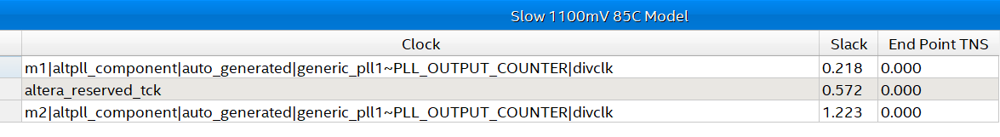 Slow 1100mV 85C Model
Clock Slack End Point TNS
m1|altpll_component|auto_generated|generic_pll1~PLL_OUTPUT_COUNTER|divclk 0.218 0.000
altera_reserved_tck 0.572 0.000
m2|altpll_component|auto_generated|generic_pll1~PLL_OUTPUT_COUNTER|divclk 1.223 0.000